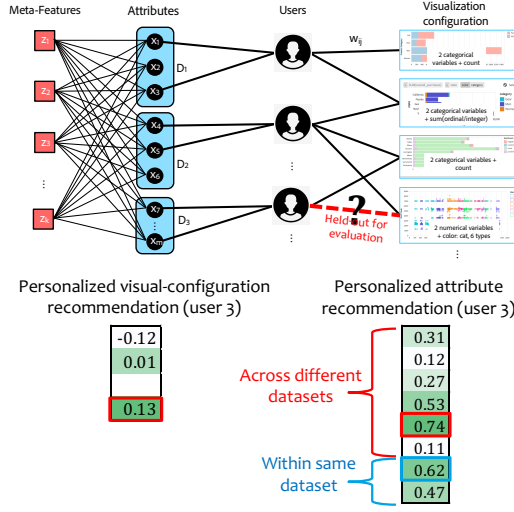 Meta-Features Attributes Users Visualization configuration
z₁
z₂
z₃
⋮
zₖ
x₁
x₂
x₃
D₁
x₄
x₅
x₆
D₂
x₇
⋮
xₘ
D₃
⋮
⋮
wᵢⱼ
2 categorical
variables + count
2 categorical variables
+ sum(ordinal/integer)
2 categorical variables +
count
2 numerical variables
+ color: cat, 6 types
⋮
?
Held-out for
evaluation
Personalized visual-configuration
recommendation (user 3)
-0.12
0.01
0.13
Personalized attribute
recommendation (user 3)
Across different
datasets
Within same
dataset
0.31
0.12
0.27
0.53
0.74
0.11
0.62
0.47